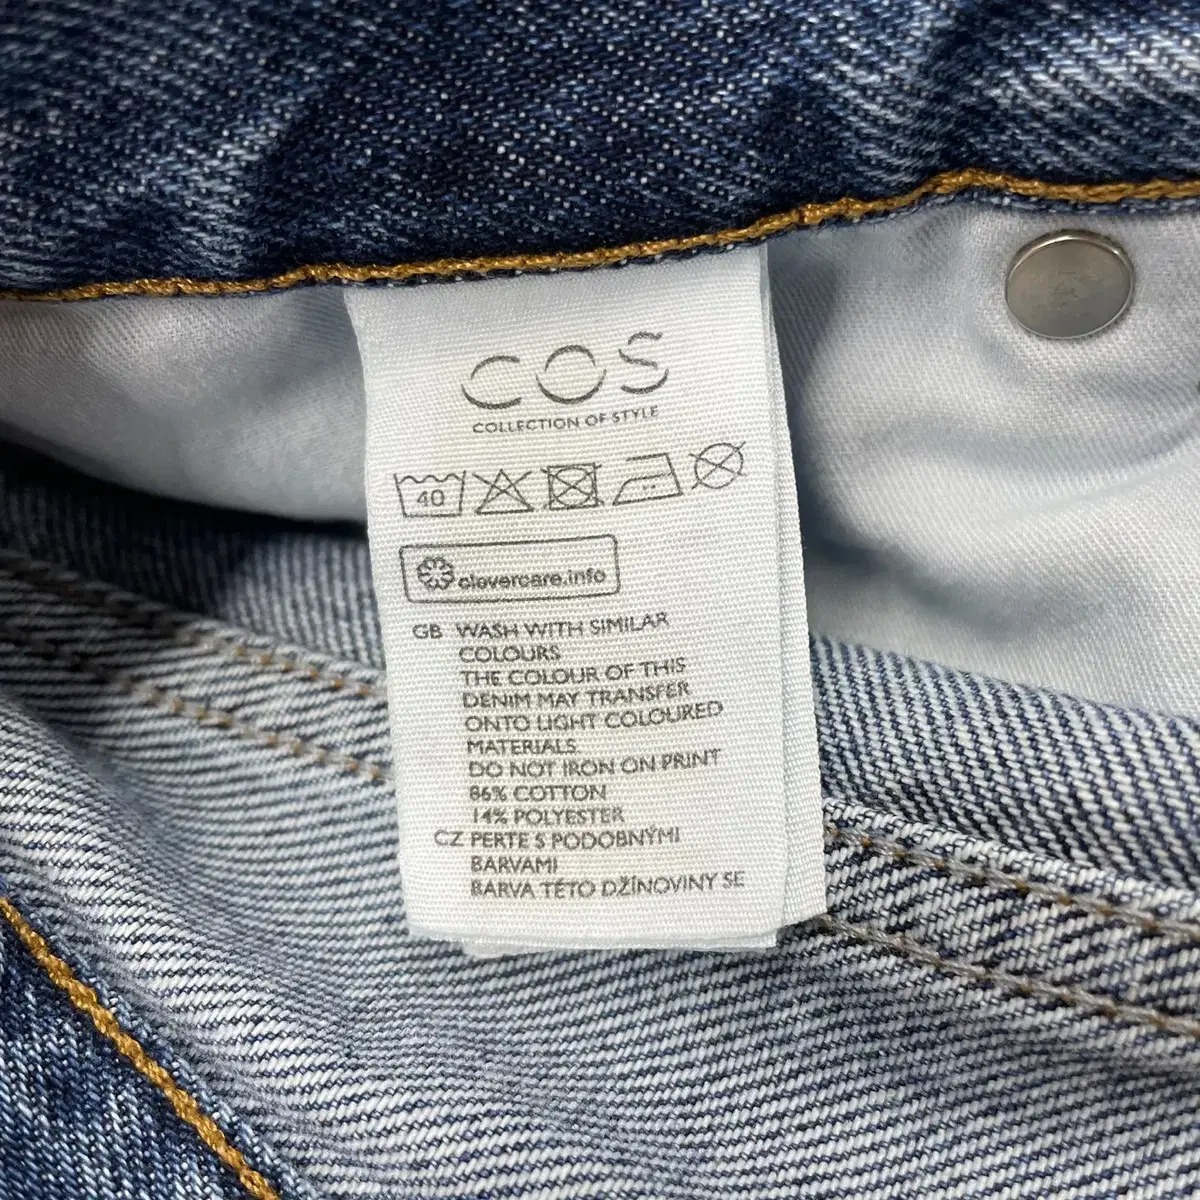 COS
COLLECTION OF STYLE
40
clevercare.info
GB WASH WITH SIMILAR
COLOURS
THE COLOUR OF THIS
DENIM MAY TRANSFER
ONTO LIGHT COLOURED
MATERIALS
DO NOT IRON ON PRINT
86% COTTON
14% POLYESTER
CZ PERTE S PODOBNÝMI
BARVAMI
BARVA TÉTO DŽÍNOVINY SE